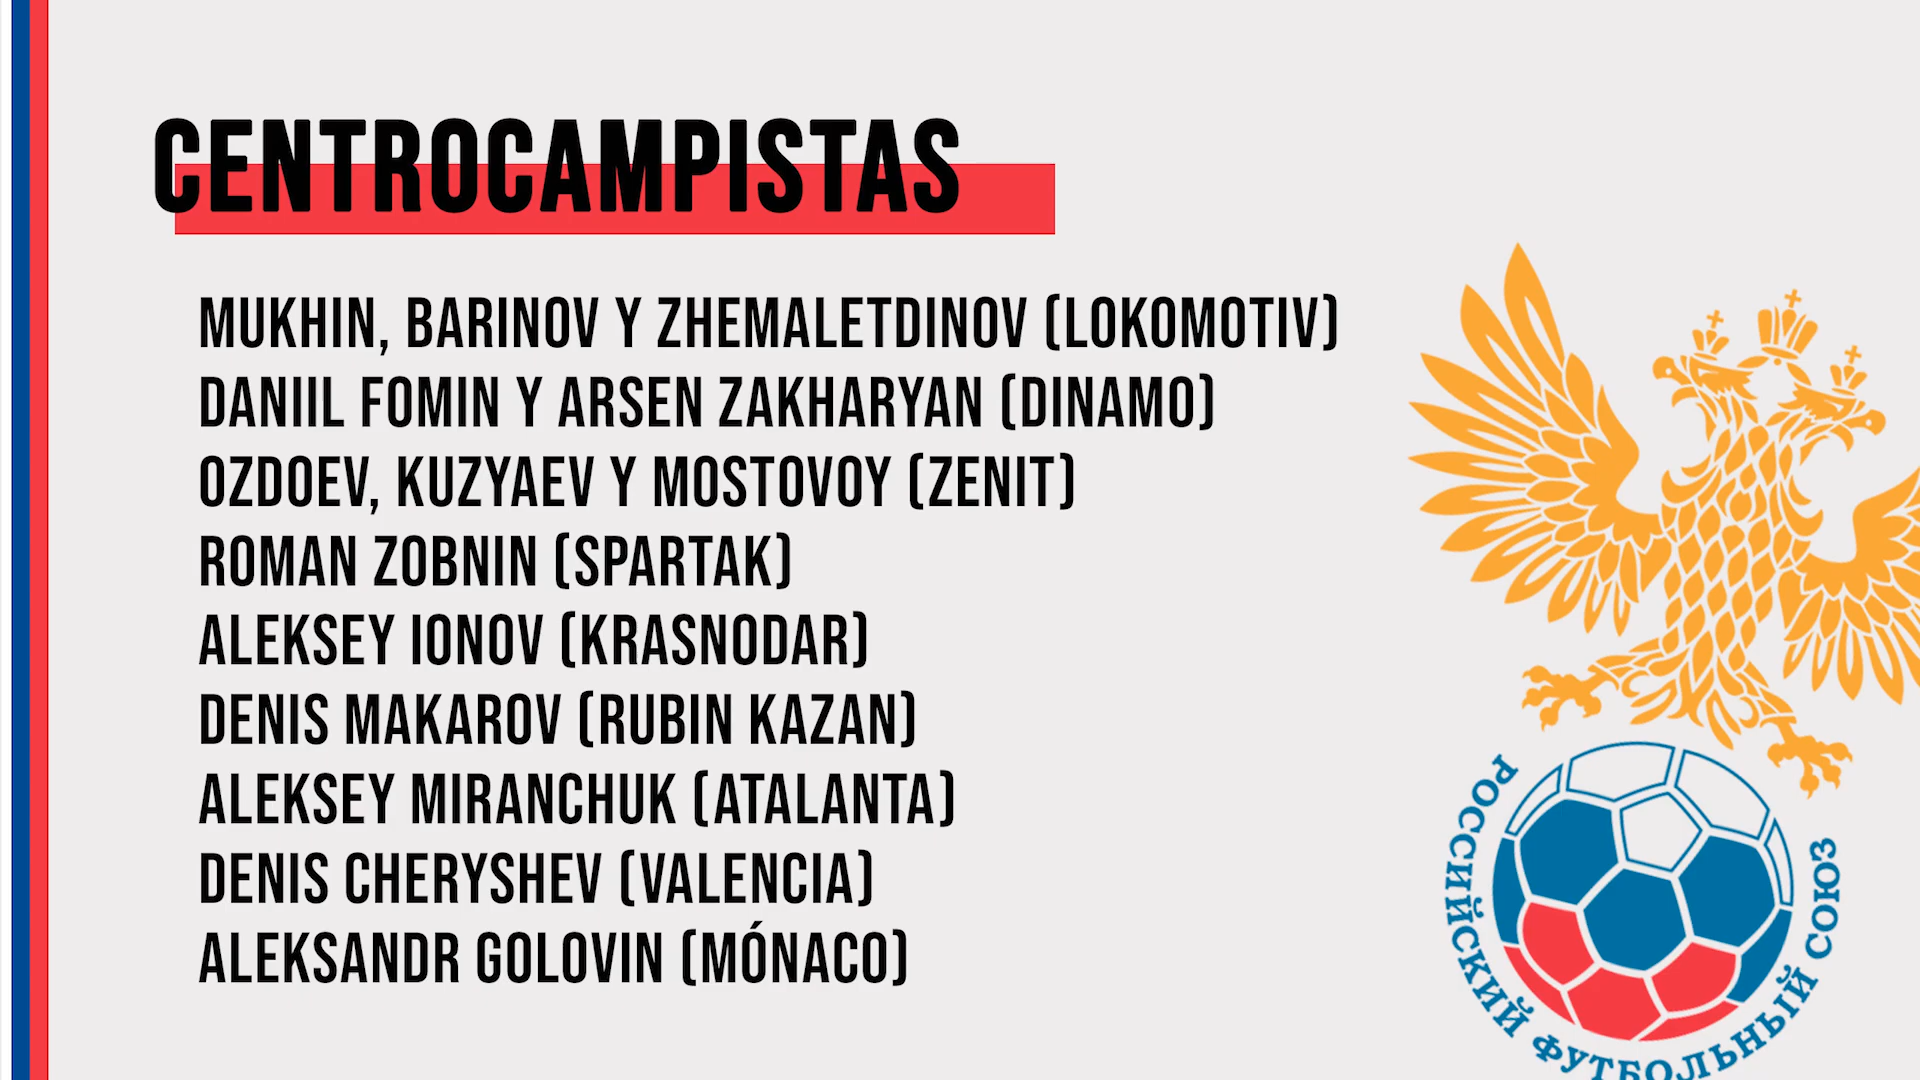 CENTROCAMPISTAS
MUKHIN, BARINOV Y ZHEMALETDINOV (LOKOMOTIV)
DANIIL FOMIN Y ARSEN ZAKHARYAN (DINAMO)
OZDOEV, KUZYAEV Y MOSTOVOY (ZENIT)
ROMAN ZOBNIN (SPARTAK)
ALEKSEY IONOV (KRASNODAR)
DENIS MAKAROV (RUBIN KAZAN)
ALEKSEY MIRANCHUK (ATALANTA)
DENIS CHERYSHEV (VALENCIA)
ALEKSANDR GOLOVIN (MÓNACO)
РОССИЙСКИЙ ФУТБОЛЬНЫЙ СОЮЗ